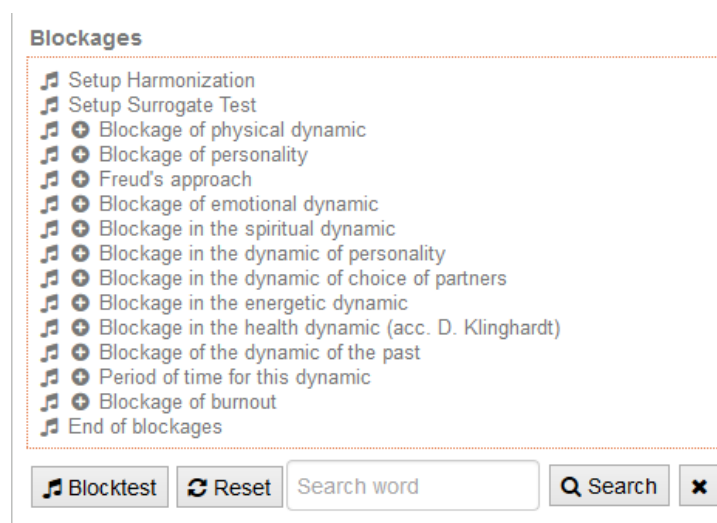 Blockages
Setup Harmonization
Setup Surrogate Test
Blockage of physical dynamic
Blockage of personality
Freud's approach
Blockage of emotional dynamic
Blockage in the spiritual dynamic
Blockage in the dynamic of personality
Blockage in the dynamic of choice of partners
Blockage in the energetic dynamic
Blockage in the health dynamic (acc. D. Klinghardt)
Blockage of the dynamic of the past
Period of time for this dynamic
Blockage of burnout
End of blockages
Blocktest Reset Search word Search